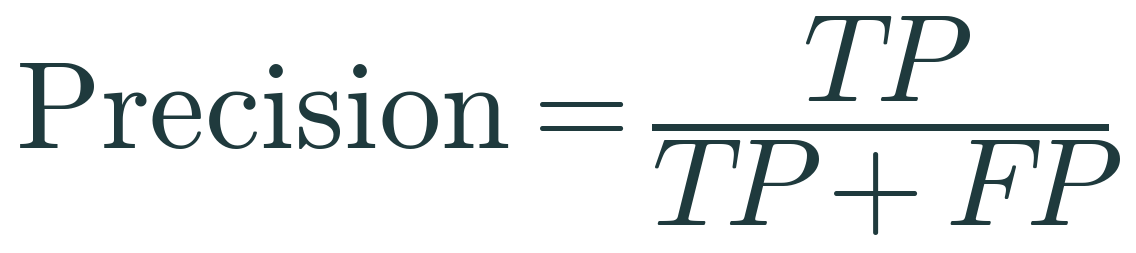 Precision = TP / TP + FP